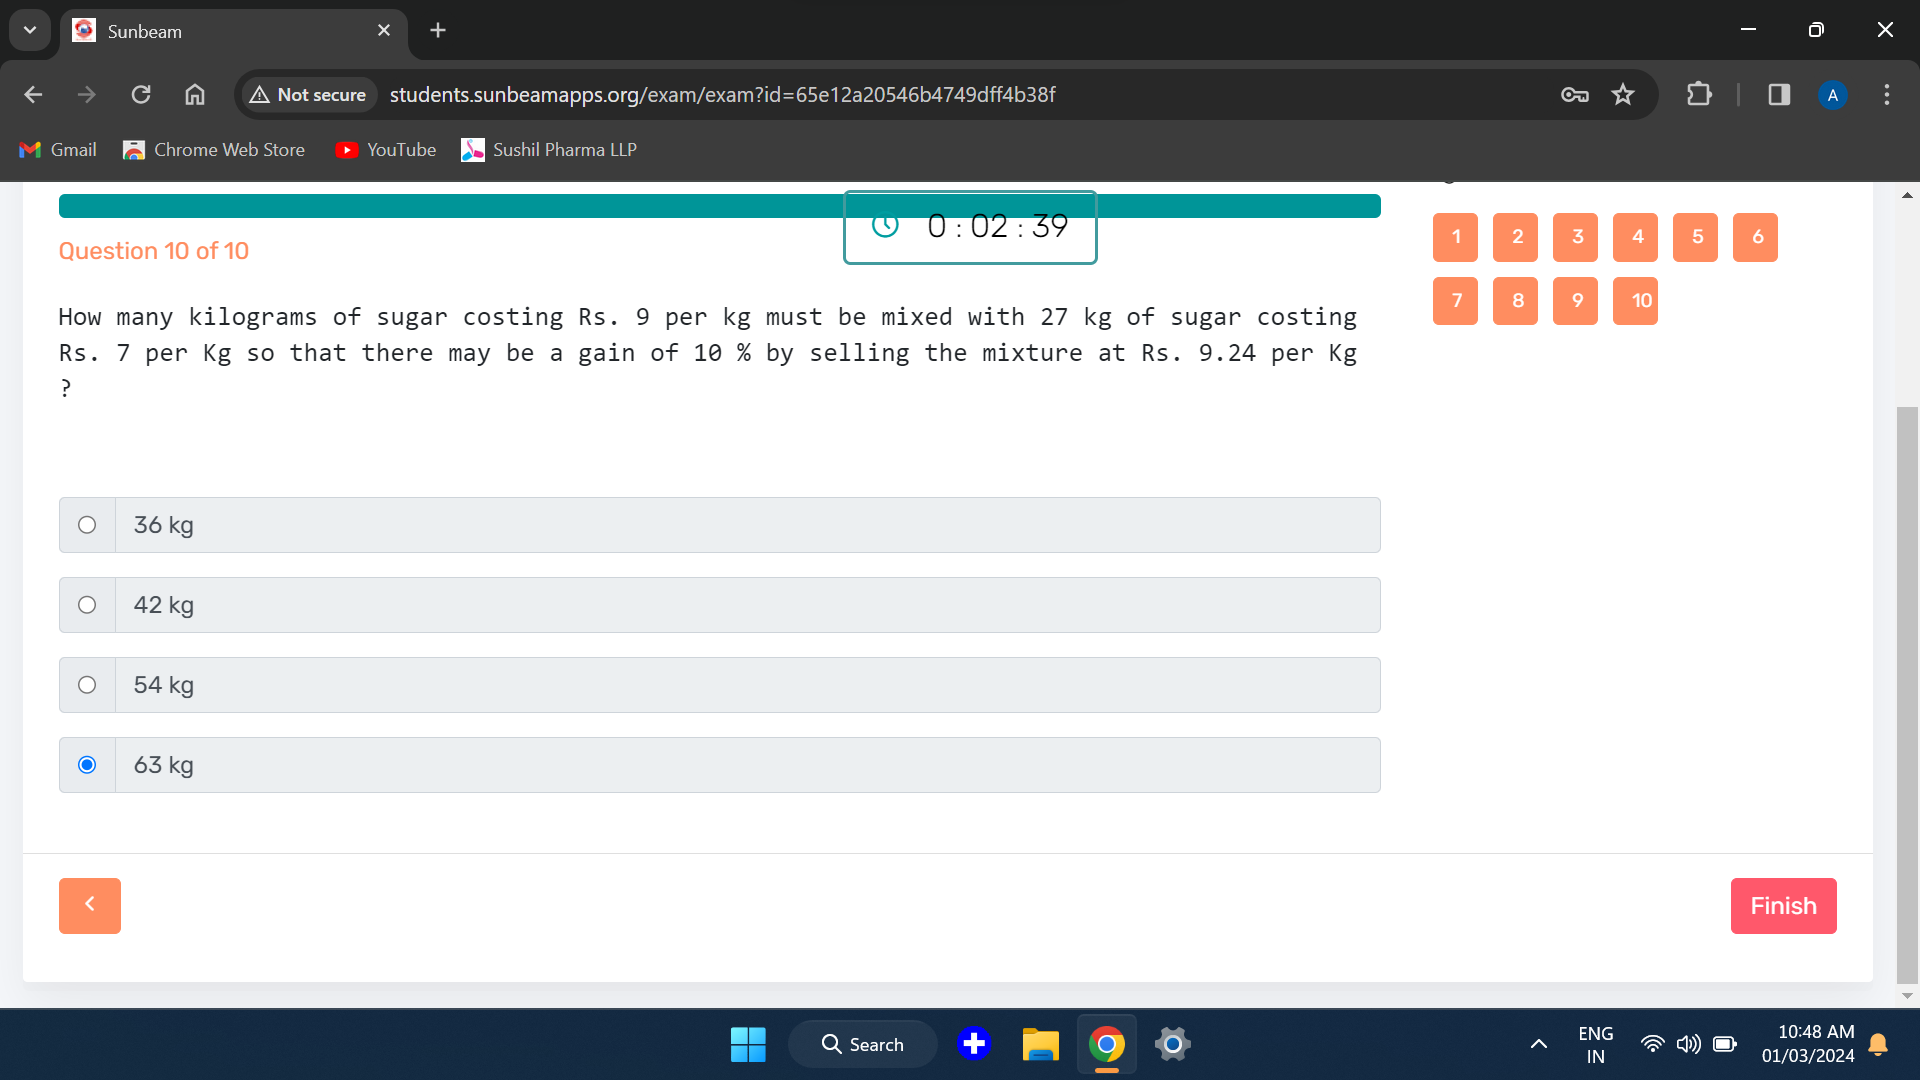 Sunbeam
Not secure
students.sunbeamapps.org/exam/exam?id=65e12a20546b4749dff4b38f
A
Gmail
Chrome Web Store
YouTube
Sushil Pharma LLP
0 : 02 : 39
Question 10 of 10
1 2 3 4 5 6
7 8 9 10
How many kilograms of sugar costing Rs. 9 per kg must be mixed with 27 kg of sugar costing
Rs. 7 per Kg so that there may be a gain of 10 % by selling the mixture at Rs. 9.24 per Kg
?
36 kg
42 kg
54 kg
63 kg
Finish
Search
ENG
IN
10:48 AM
01/03/2024